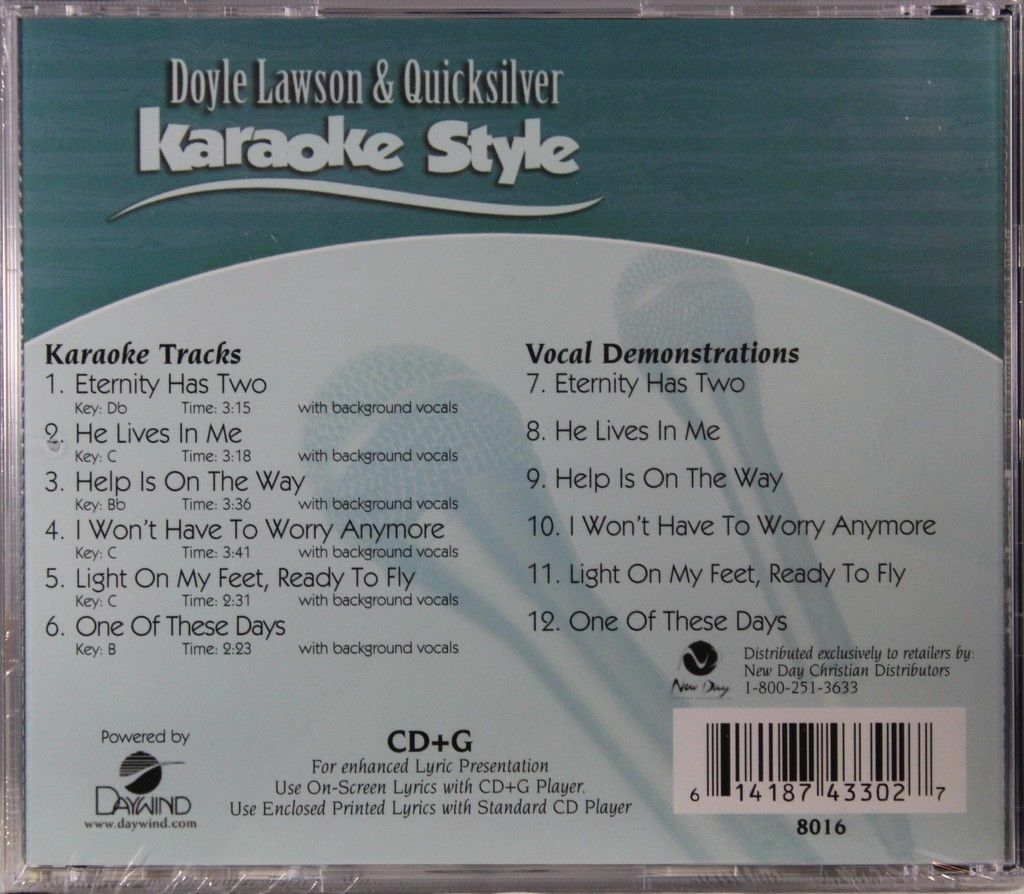 Doyle Lawson & Quicksilver
Karaoke Style
Karaoke Tracks
1. Eternity Has Two
Key: Db Time: 3:15 with background vocals
2. He Lives In Me
Key: C Time: 3:18 with background vocals
3. Help Is On The Way
Key: Bb Time: 3:36 with background vocals
4. I Won't Have To Worry Anymore
Key: C Time: 3:41 with background vocals
5. Light On My Feet, Ready To Fly
Key: C Time: 2:31 with background vocals
6. One Of These Days
Key: B Time: 2:23 with background vocals
Vocal Demonstrations
7. Eternity Has Two
8. He Lives In Me
9. Help Is On The Way
10. I Won't Have To Worry Anymore
11. Light On My Feet, Ready To Fly
12. One Of These Days
New Day
Distributed exclusively to retailers by:
New Day Christian Distributors
1-800-251-3633
Powered by
DAYWIND
www.daywind.com
CD+G
For enhanced Lyric Presentation
Use On-Screen Lyrics with CD+G Player.
Use Enclosed Printed Lyrics with Standard CD Player
6 14187 43302 7
8016